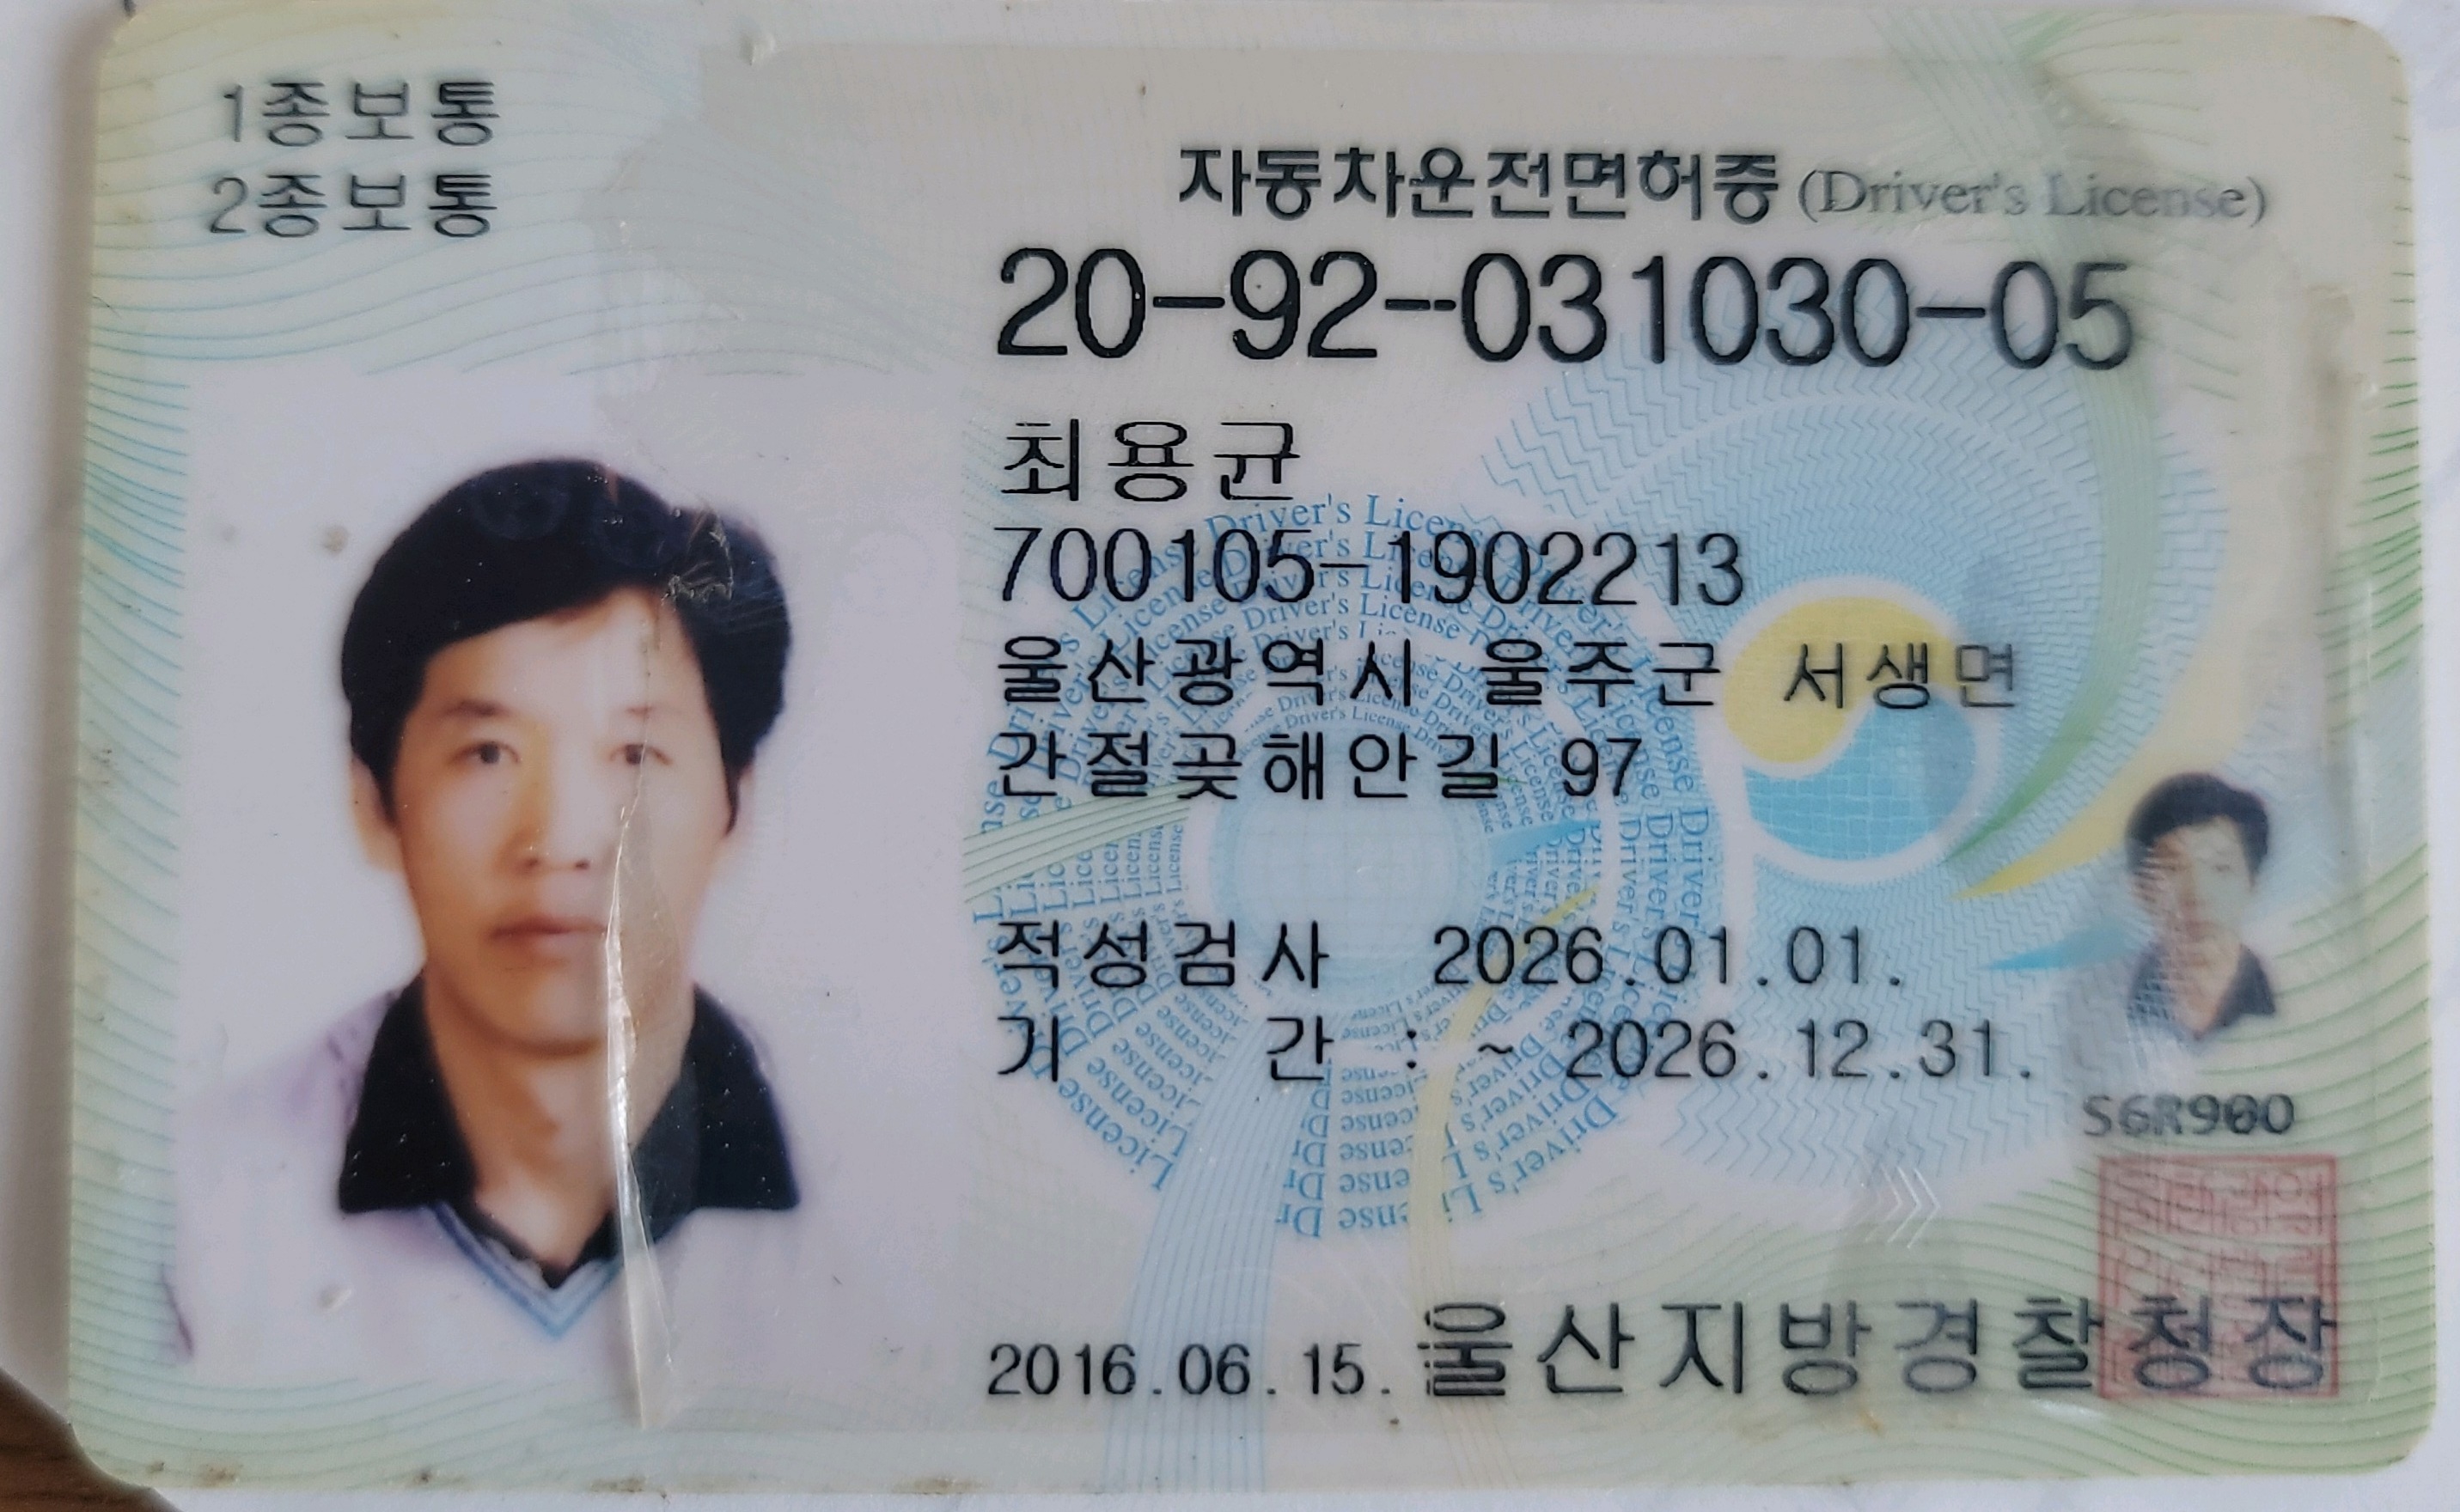 1종보통
2종보통
자동차운전면허증 (Driver's License)
20-92-031030-05
최용균
700105-1902213
울산광역시 울주군 서생면
간절곶해안길 97
적성검사 2026.01.01.
기 간 : ~ 2026.12.31.
S6R900
2016.06.15. 울산지방경찰청장